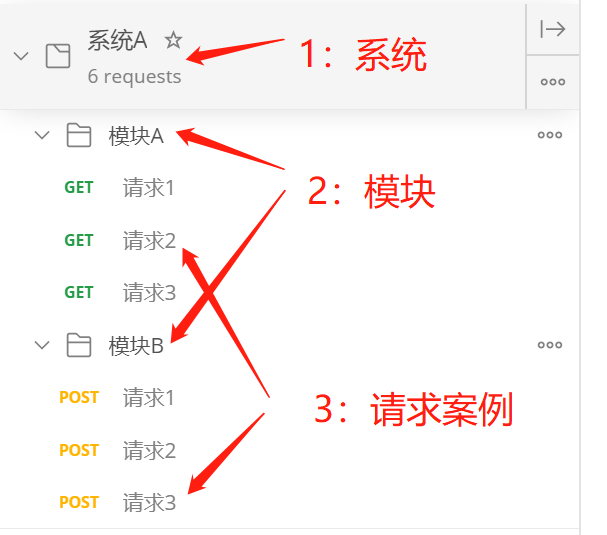 系统A
6 requests
1：系统
模块A
GET 请求1
2：模块
GET 请求2
GET 请求3
模块B
POST 请求1
3：请求案例
POST 请求2
POST 请求3